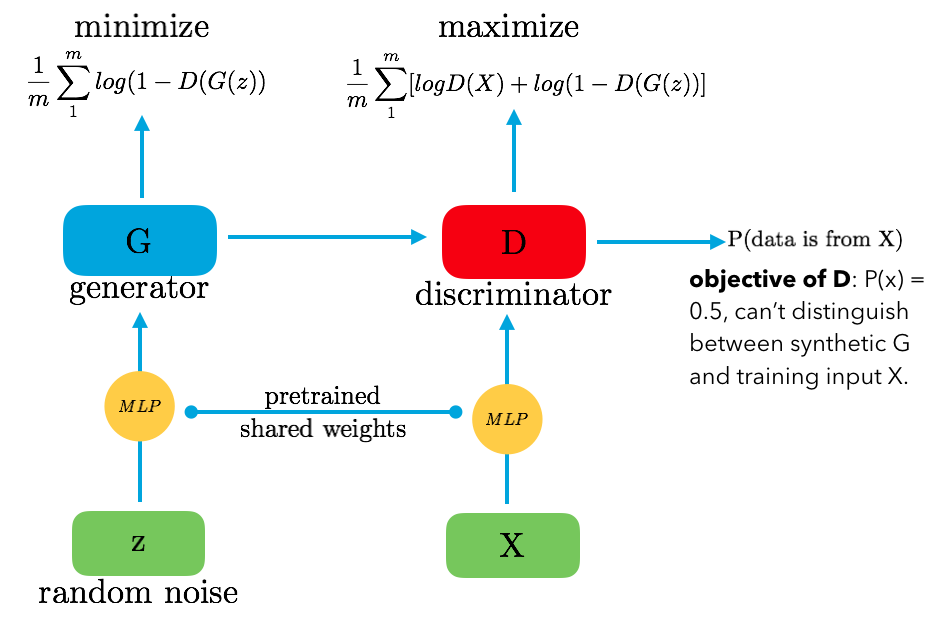 minimize
maximize
\frac{1}{m} \sum_{1}^{m} log(1 − D(G(z))
\frac{1}{m} \sum_{1}^{m} [logD(X) + log(1 − D(G(z))]
G
D
P(data is from X)
generator
discriminator
objective of D: P(x) =
0.5, can’t distinguish
between synthetic G
and training input X.
MLP
pretrained
shared weights
MLP
z
X
random noise